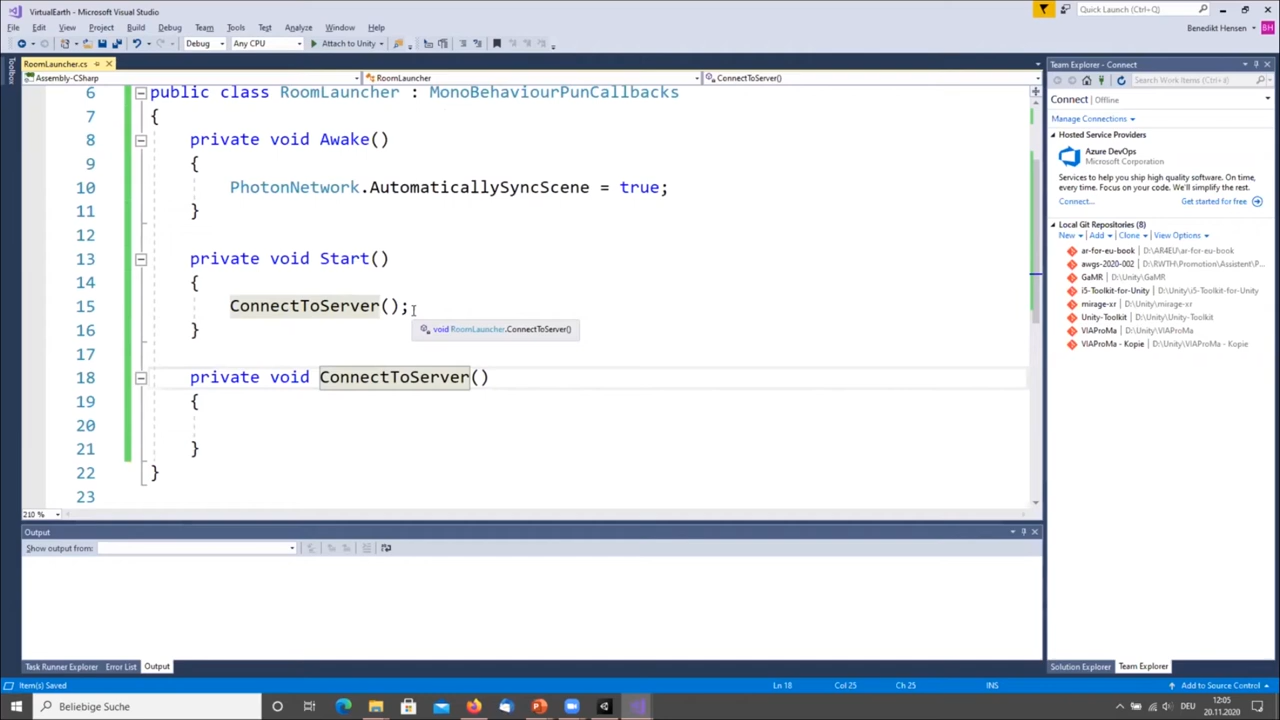 VirtualEarth - Microsoft Visual Studio
Quick Launch (Ctrl+Q)
File Edit View Project Build Debug Team Tools Test Analyze Window Help
Benedikt Hensen BH
Debug Any CPU Attach to Unity
Toolbox
RoomLauncher.cs
Assembly-CSharp RoomLauncher ConnectToServer()
6 public class RoomLauncher : MonoBehaviourPunCallbacks
7 {
8 private void Awake()
9 {
10 PhotonNetwork.AutomaticallySyncScene = true;
11 }
12
13 private void Start()
14 {
15 ConnectToServer();
void RoomLauncher.ConnectToServer()
16 }
17
18 private void ConnectToServer()
19 {
20
21 }
22 }
23
210 %
Output
Show output from:
Task Runner Explorer Error List Output
Team Explorer - Connect
Search Work Items (Ctrl+ä)
Connect | Offline
Manage Connections
Hosted Service Providers
Azure DevOps
Microsoft Corporation
Services to help you ship high quality software. On time,
every time. Focus on your code. We'll simplify the rest.
Connect... Get started for free
Local Git Repositories (8)
New Add Clone View Options
ar-for-eu-book D:\AR4EU\ar-for-eu-book
awgs-2020-002 D:\RWTH\Promotion\Assistent\P...
GaMR D:\Unity\GaMR
i5-Toolkit-for-Unity D:\Unity\i5-Toolkit-for-Unity
mirage-xr D:\Unity\mirage-xr
Unity-Toolkit D:\Unity\Unity-Toolkit
VIAProMa D:\Unity\VIAProMa
VIAProMa - Kopie D:\Unity\VIAProMa - Kopie
Solution Explorer Team Explorer
Item(s) Saved Ln 18 Col 25 Ch 25 INS Add to Source Control
Beliebige Suche
DEU
12:05
20.11.2020